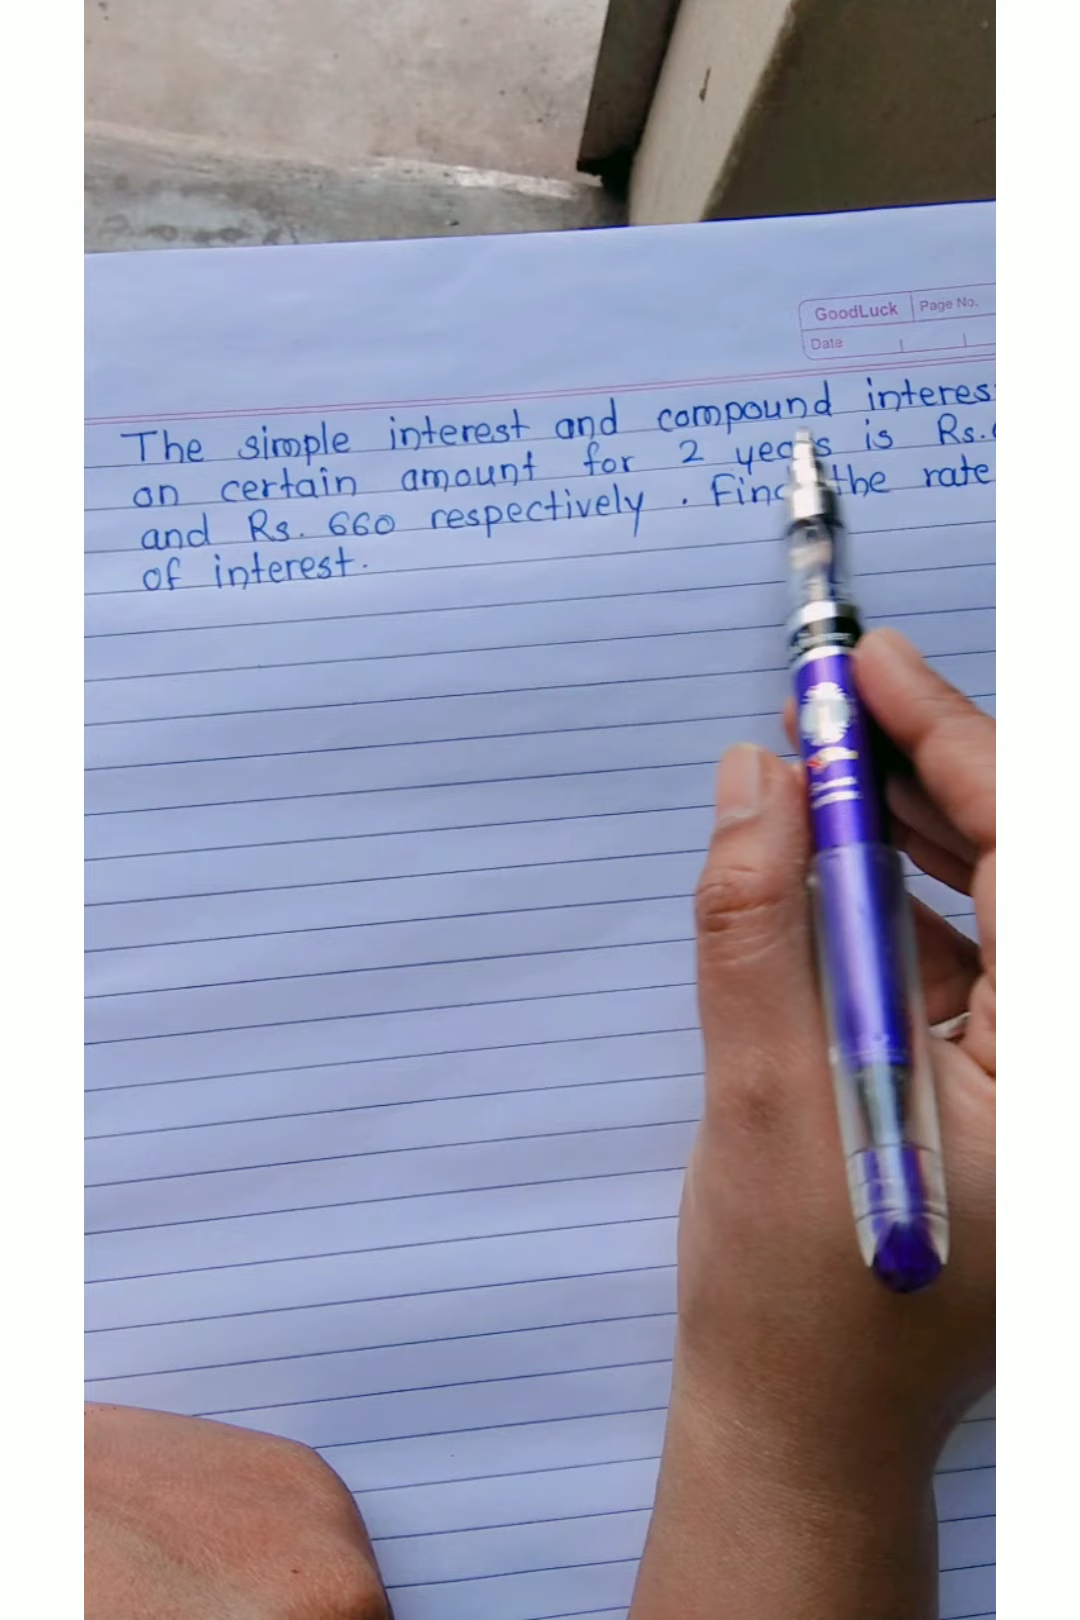 GoodLuck Page No.
Date
The simple interest and compound interes
on certain amount for 2 years is Rs.
and Rs. 660 respectively. Find the rate
of interest.